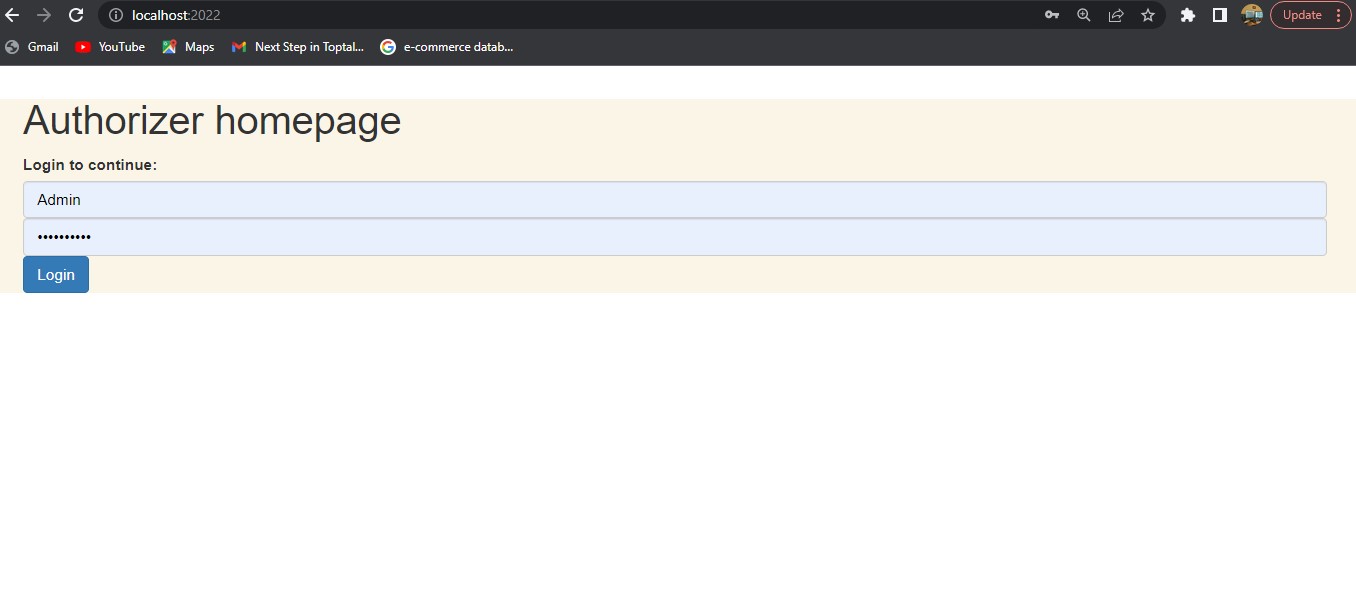 localhost:2022
Update
Gmail YouTube Maps Next Step in Toptal... e-commerce datab...
Authorizer homepage
Login to continue:
Admin
••••••••••
Login